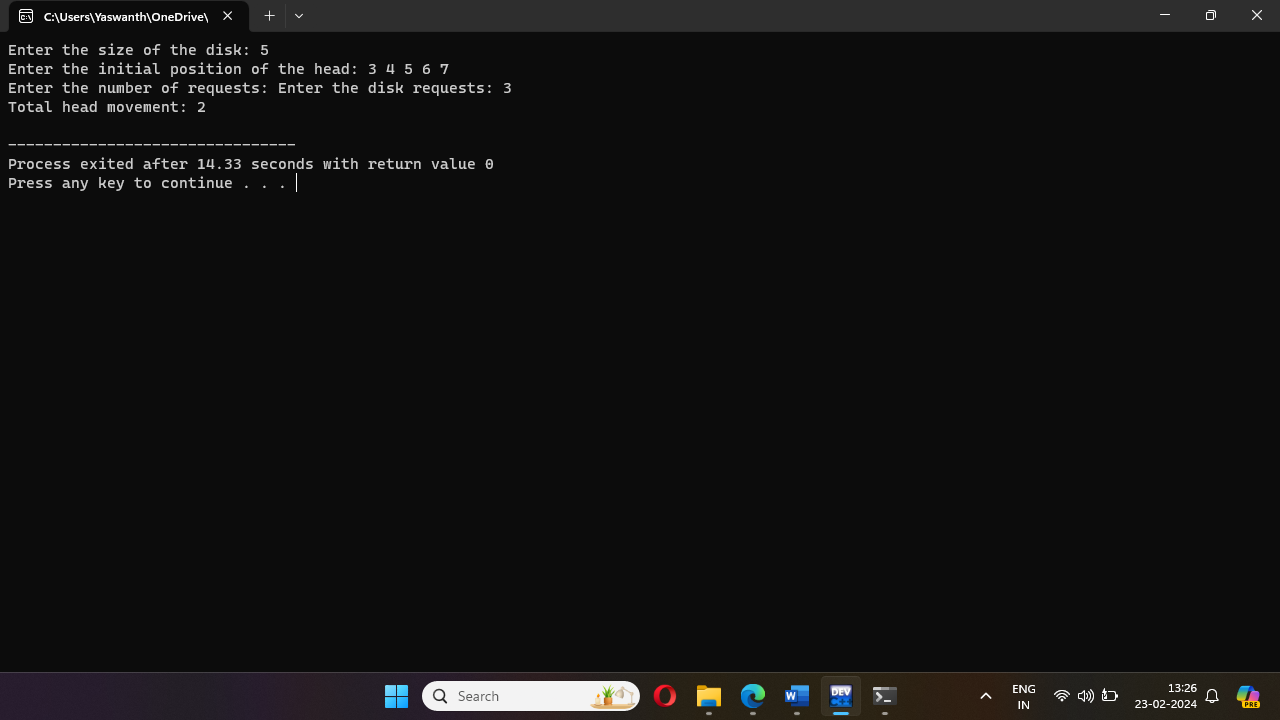 C:\Users\Yaswanth\OneDrive\
Enter the size of the disk: 5
Enter the initial position of the head: 3 4 5 6 7
Enter the number of requests: Enter the disk requests: 3
Total head movement: 2
--------------------------------
Process exited after 14.33 seconds with return value 0
Press any key to continue . . .
Search
DEV
ENG
IN
13:26
23-02-2024
PRE